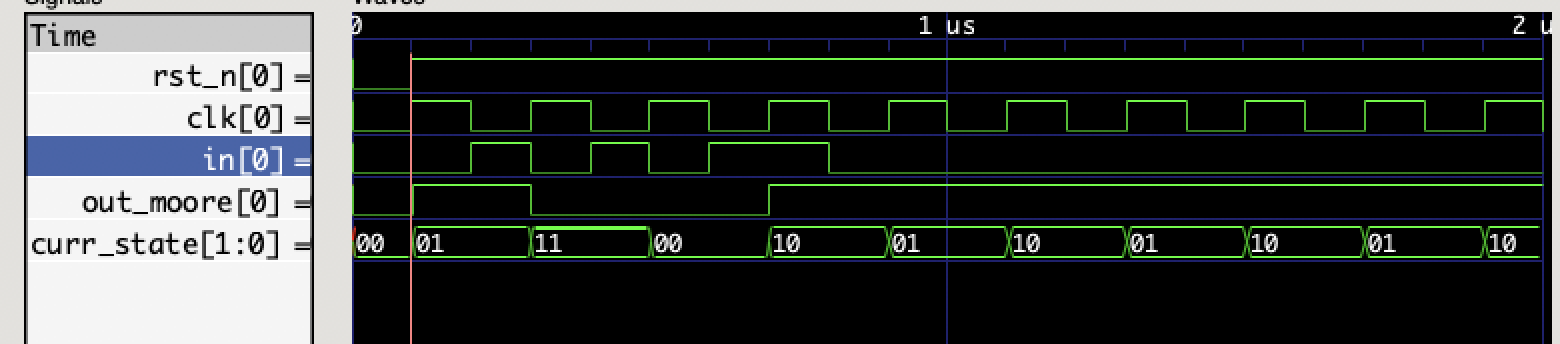 Signals
Waves
Time
0 1 us 2 u
rst_n[0] =
clk[0] =
in[0] =
out_moore[0] =
curr_state[1:0] =
00 01 11 00 10 01 10 01 10 01 10